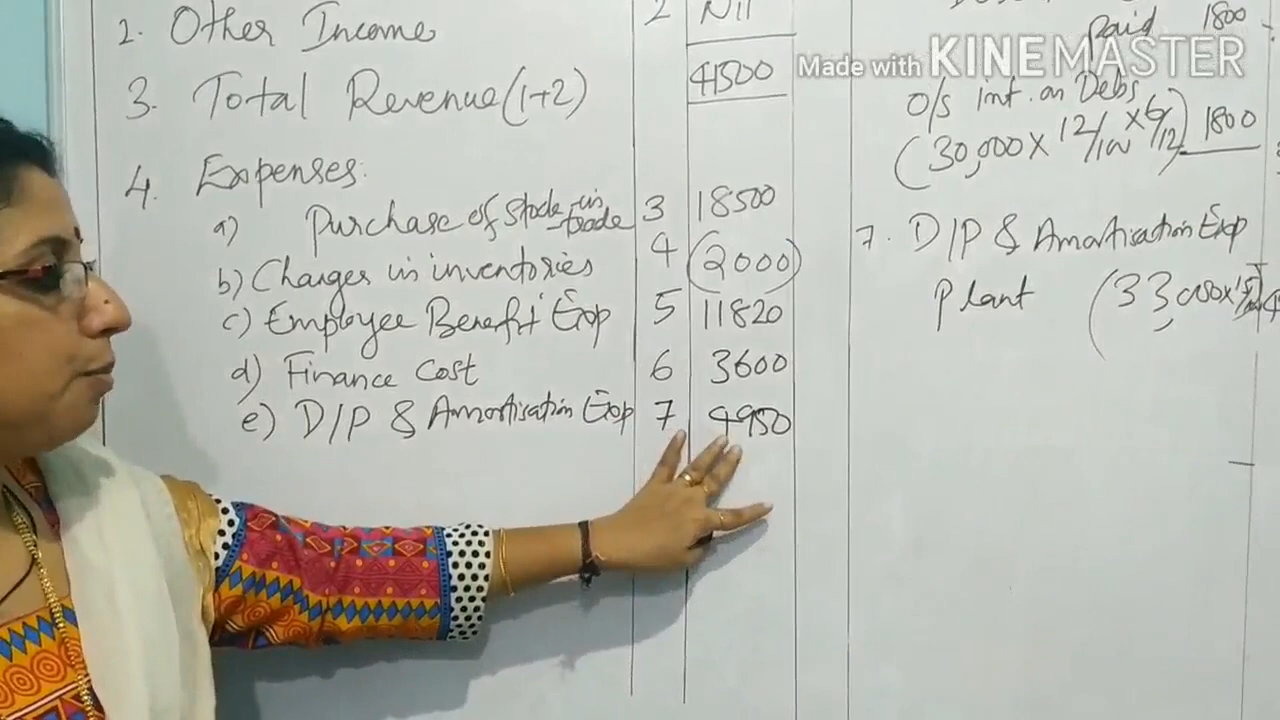 2. Other Income 2 Nil
3. Total Revenue (1+2) 41500
4. Expenses:
a) Purchase of stock-in-trade 3 18500
b) Changes in inventories 4 (2000)
c) Employee Benefit Exp 5 11820
d) Finance Cost 6 3600
e) D/P & Amortisation Exp 7 4950
Made with KINEMASTER
paid 1800
O/s Int. on Debs
(30,000 x 12/100 x 6/12) 1800
7. D/P & Amortisation Exp
Plant (33,000 x